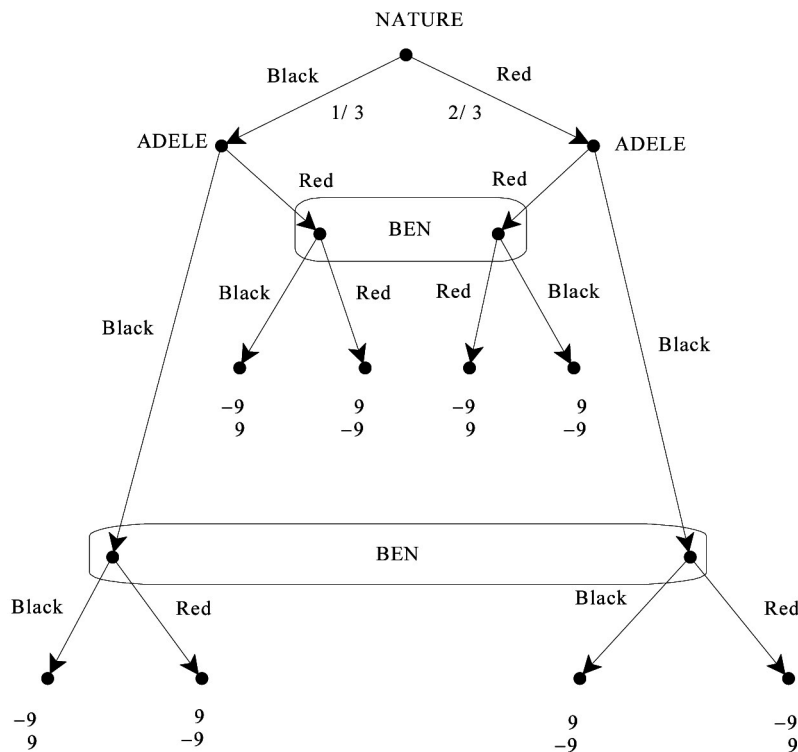 NATURE
Black Red
1/ 3 2/ 3
ADELE ADELE
Red Red
BEN
Black Red Red Black
Black Black
−9 9 −9 9
9 −9 9 −9
BEN
Black Red Black Red
−9 9 9 −9
9 −9 −9 9